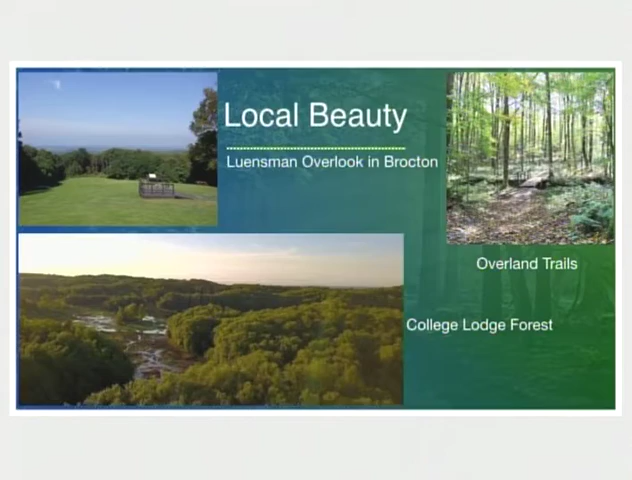 Local Beauty
Luensman Overlook in Brocton
Overland Trails
College Lodge Forest